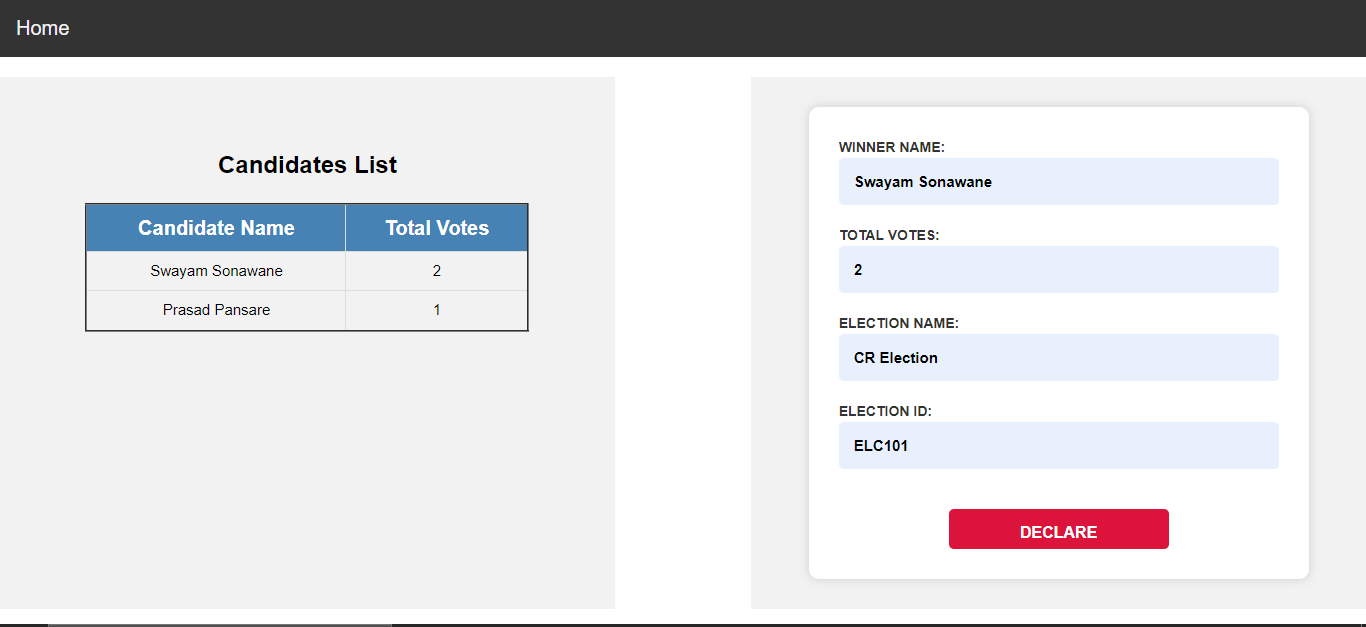 Home
Candidates List
Candidate Name Total Votes
Swayam Sonawane 2
Prasad Pansare 1
WINNER NAME:
Swayam Sonawane
TOTAL VOTES:
2
ELECTION NAME:
CR Election
ELECTION ID:
ELC101
DECLARE